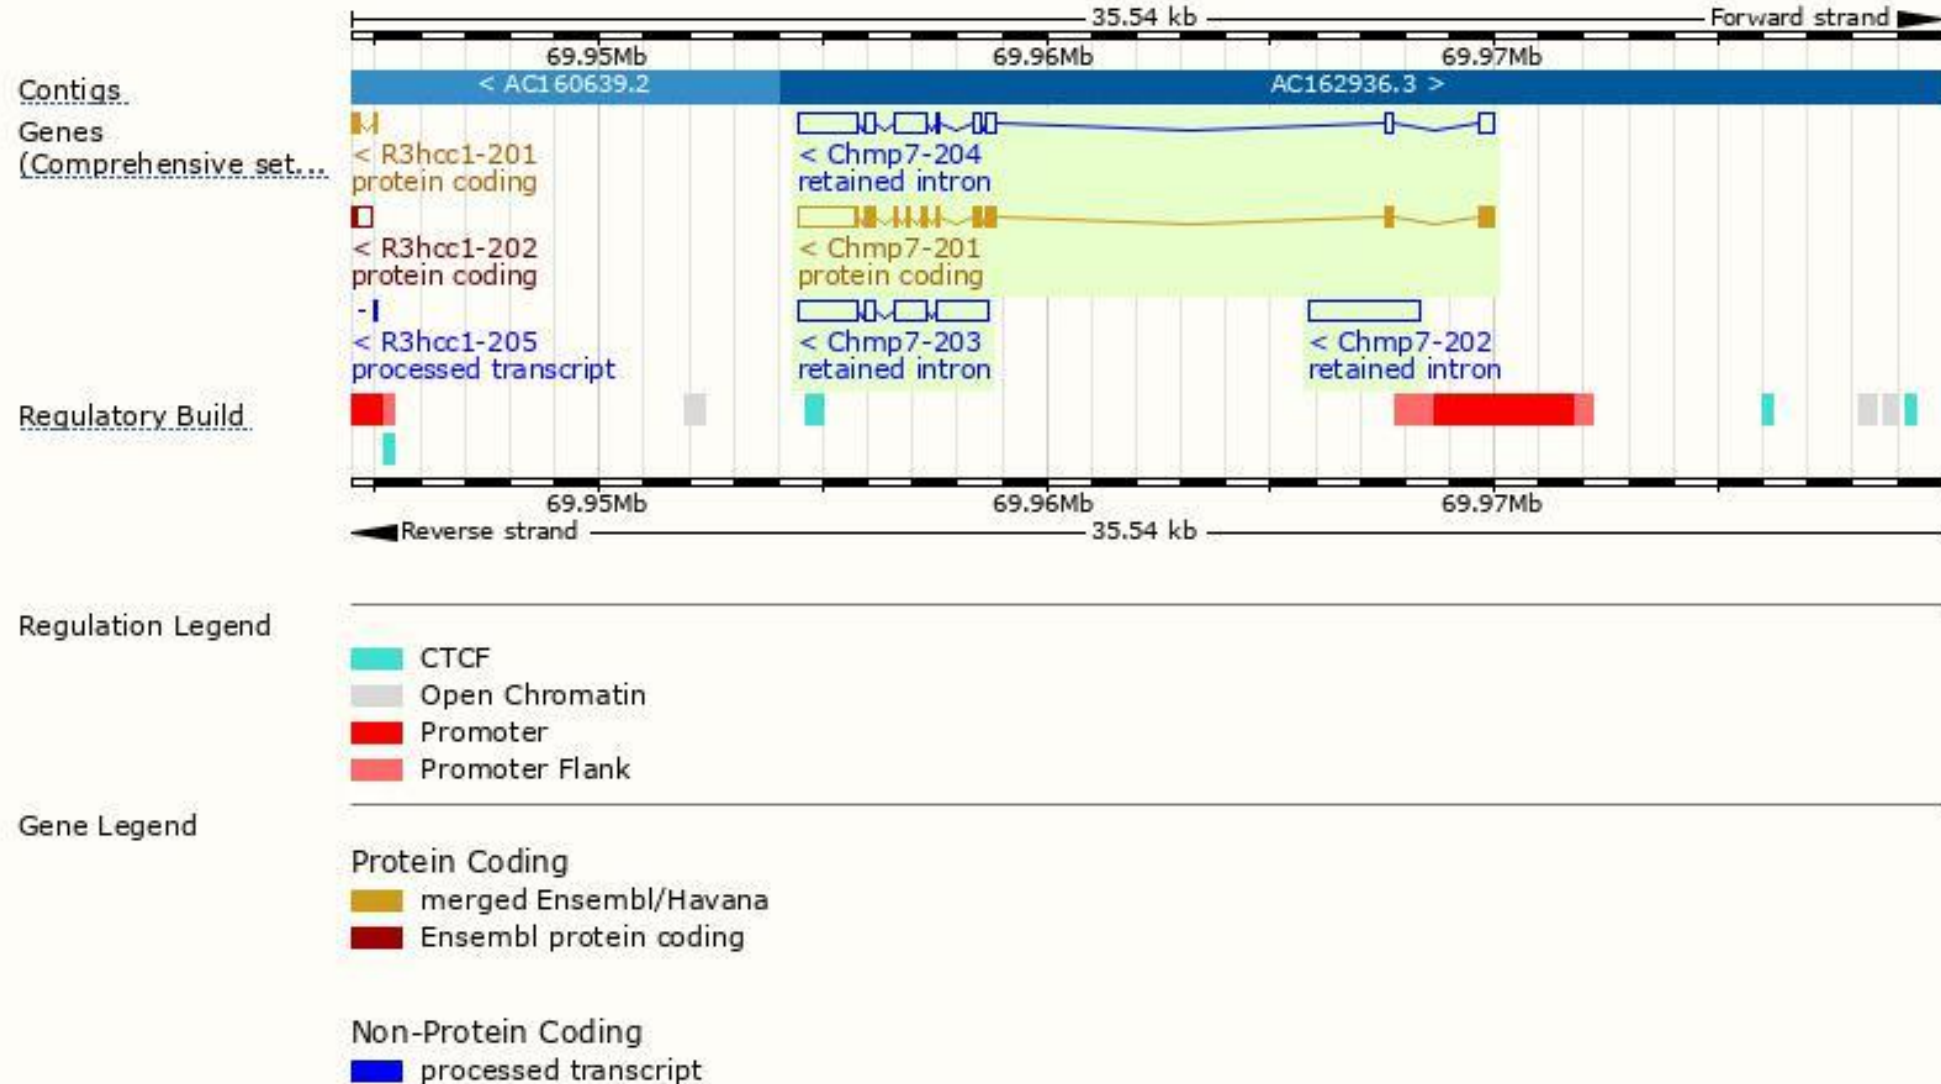 35.54 kb Forward strand
69.95Mb 69.96Mb 69.97Mb
Contigs < AC160639.2 AC162936.3 >
Genes
(Comprehensive set...
< R3hcc1-201 < Chmp7-204
protein coding retained intron
< R3hcc1-202 < Chmp7-201
protein coding protein coding
< R3hcc1-205 < Chmp7-203 < Chmp7-202
processed transcript retained intron retained intron
Regulatory Build
69.95Mb 69.96Mb 69.97Mb
Reverse strand 35.54 kb
Regulation Legend
CTCF
Open Chromatin
Promoter
Promoter Flank
Gene Legend
Protein Coding
merged Ensembl/Havana
Ensembl protein coding
Non-Protein Coding
processed transcript